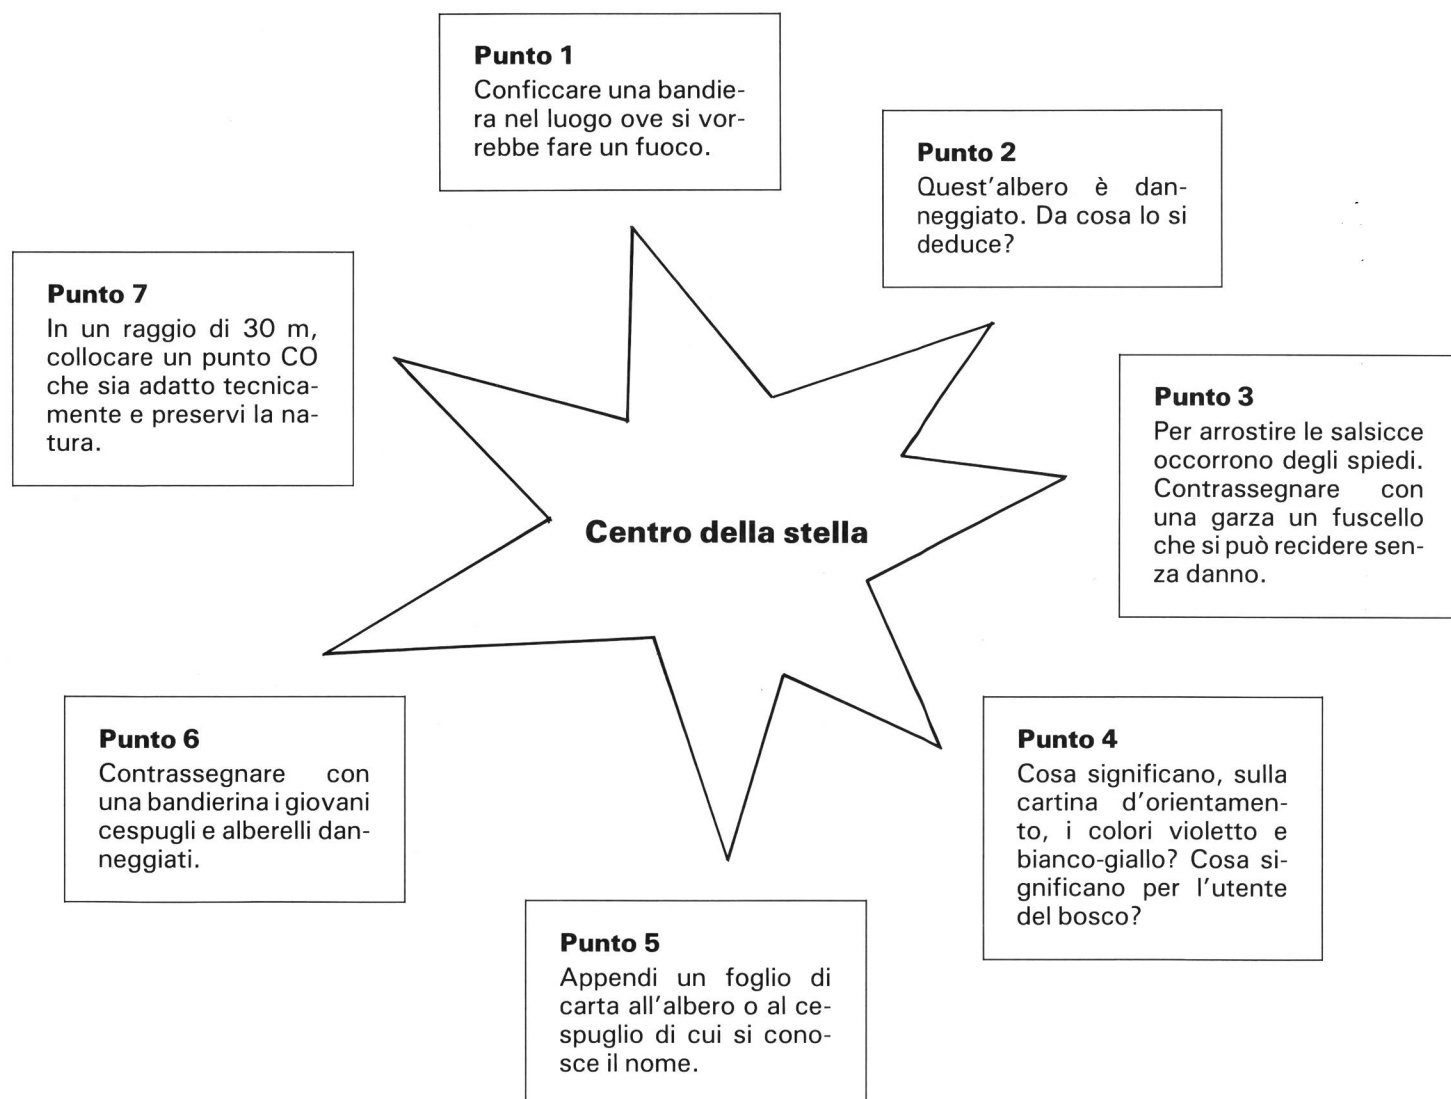 Punto 1
Conficcare una bandie-
ra nel luogo ove si vor-
rebbe fare un fuoco.
Punto 2
Quest'albero è dan-
neggiato. Da cosa lo si
deduce?
Punto 7
In un raggio di 30 m,
collocare un punto CO
che sia adatto tecnica-
mente e preservi la na-
tura.
Punto 3
Per arrostire le salsicce
occorrono degli spiedi.
Contrassegnare con
una garza un fuscello
che si può recidere sen-
za danno.
Centro della stella
Punto 6
Contrassegnare con
una bandierina i giovani
cespugli e alberelli dan-
neggiati.
Punto 4
Cosa significano, sulla
cartina d'orientamen-
to, i colori violetto e
bianco-giallo? Cosa si-
gnificano per l'utente
del bosco?
Punto 5
Appendi un foglio di
carta all'albero o al ce-
spuglio di cui si cono-
sce il nome.